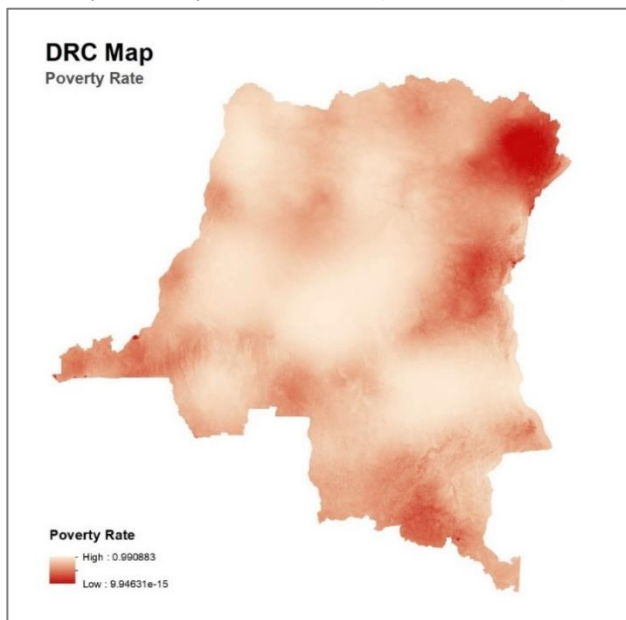 DRC Map
Poverty Rate
Poverty Rate
High : 0.990883
Low : 9.94631e-15